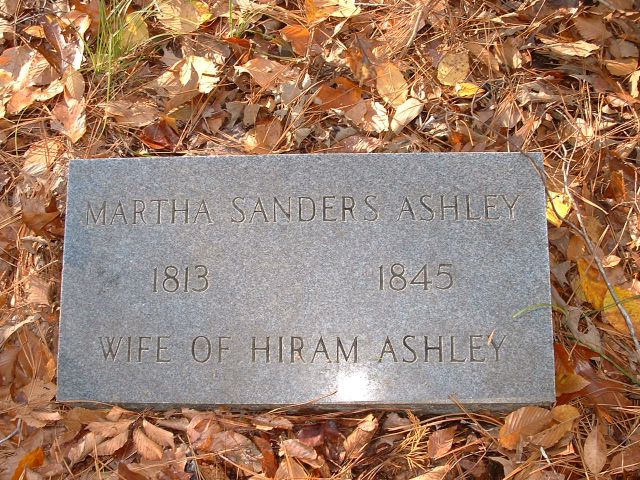 MARTHA SANDERS ASHLEY
1813 1845
WIFE OF HIRAM ASHLEY